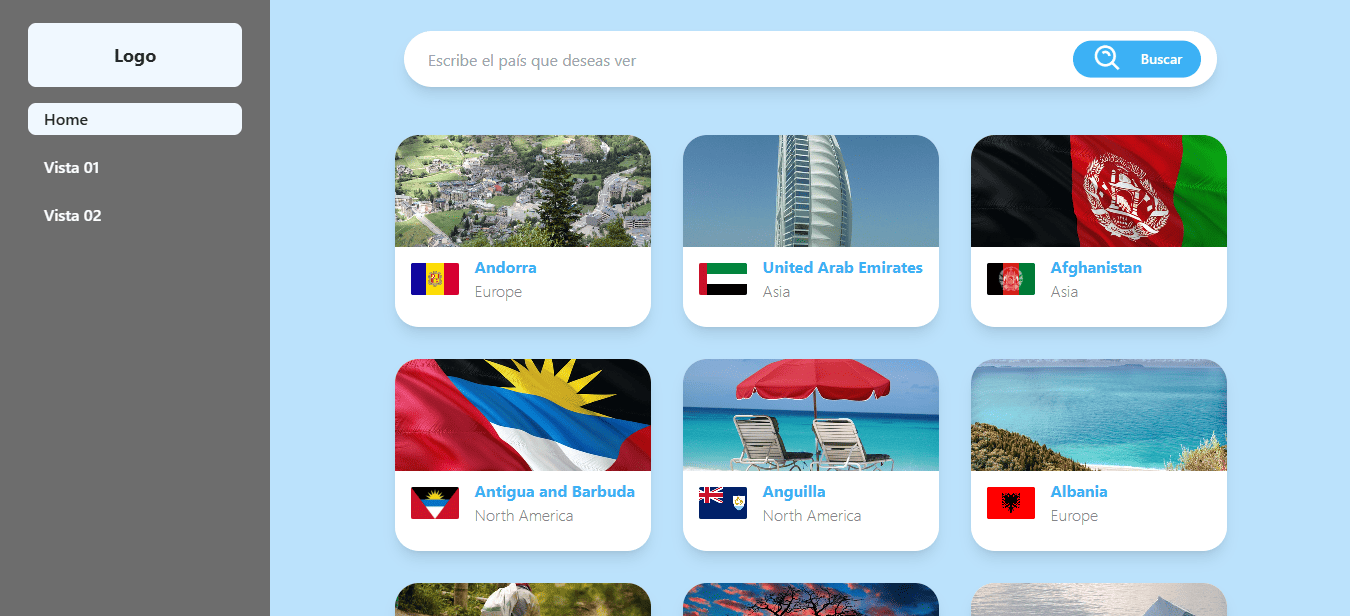 Logo
Home
Vista 01
Vista 02
Escribe el país que deseas ver
Buscar
Andorra
Europe
United Arab Emirates
Asia
Afghanistan
Asia
Antigua and Barbuda
North America
Anguilla
North America
Albania
Europe